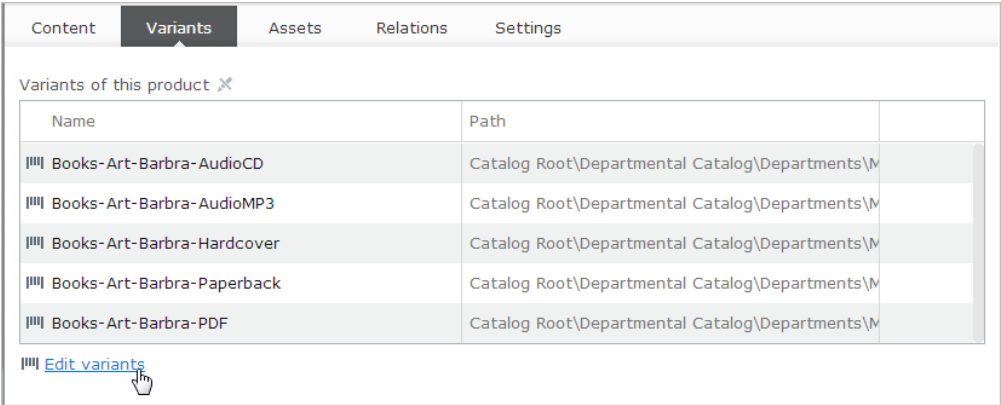 Content Variants Assets Relations Settings
Variants of this product
Name Path
Books-Art-Barbra-AudioCD Catalog Root\Departmental Catalog\Departments\M
Books-Art-Barbra-AudioMP3 Catalog Root\Departmental Catalog\Departments\M
Books-Art-Barbra-Hardcover Catalog Root\Departmental Catalog\Departments\M
Books-Art-Barbra-Paperback Catalog Root\Departmental Catalog\Departments\M
Books-Art-Barbra-PDF Catalog Root\Departmental Catalog\Departments\M
Edit variants